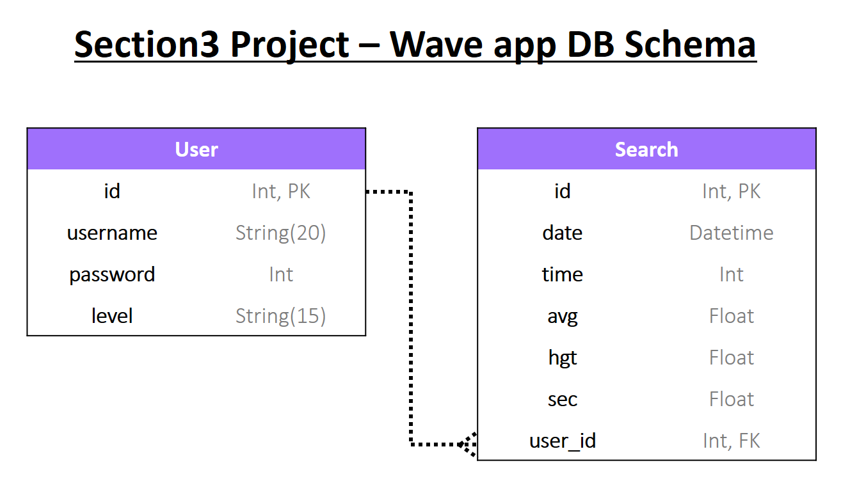 Section3 Project – Wave app DB Schema
User
id Int, PK
username String(20)
password Int
level String(15)
Search
id Int, PK
date Datetime
time Int
avg Float
hgt Float
sec Float
user_id Int, FK